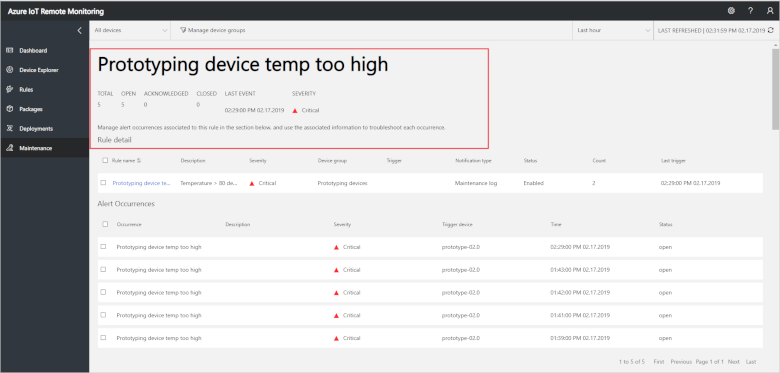 Azure IoT Remote Monitoring
All devices Manage device groups Last hour LAST REFRESHED | 02:31:59 PM 02.17.2019
Dashboard
Device Explorer
Rules
Packages
Deployments
Maintenance
Prototyping device temp too high
TOTAL OPEN ACKNOWLEDGED CLOSED LAST EVENT SEVERITY
5 5 0 0 02:29:00 PM 02.17.2019 Critical
Manage alert occurrences associated to this rule in the section below, and use the associated information to troubleshoot each occurrence.
Rule detail
Rule name Description Severity Device group Trigger Notification type Status Count Last trigger
Prototyping device te... Temperature > 80 de... Critical Prototyping devices Maintenance log Enabled 2 02:29:00 PM 02.17.2019
Alert Occurrences
Occurrence Description Severity Trigger device Time Status
Prototyping device temp too high Critical prototype-02.0 02:29:00 PM 02.17.2019 open
Prototyping device temp too high Critical prototype-02.0 01:43:00 PM 02.17.2019 open
Prototyping device temp too high Critical prototype-02.0 01:42:00 PM 02.17.2019 open
Prototyping device temp too high Critical prototype-02.0 01:41:00 PM 02.17.2019 open
Prototyping device temp too high Critical prototype-02.0 01:39:00 PM 02.17.2019 open
1 to 5 of 5 First Previous Page 1 of 1 Next Last